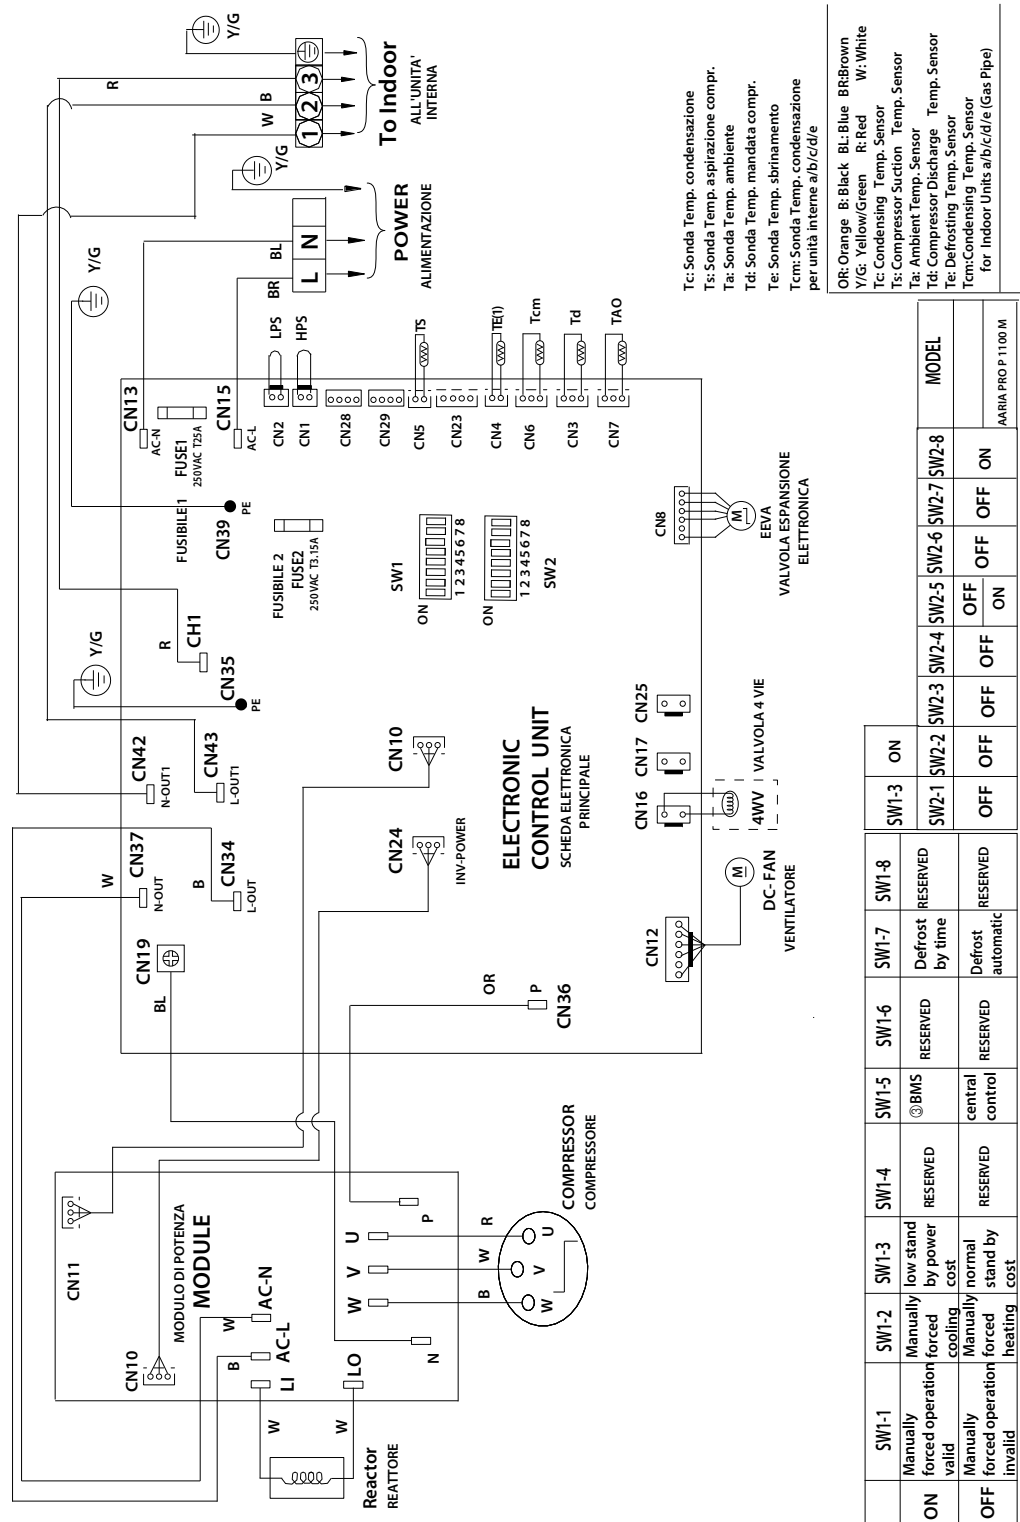 Y/G
R
B
W
1
2
3
To Indoor
ALL'UNITA'
INTERNA
Y/G
BL
BR
L
N
POWER
ALIMENTAZIONE
Y/G
CN13
AC-N
FUSE1
250VAC T25A
FUSIBILE 1
CN15
AC-L
CN39
PE
FUSIBILE 2
FUSE2
250VAC T3.15A
LPS
CN2
HPS
CN1
CN28
CN29
TS
CN5
CN23
TE(1)
CN4
Tcm
CN6
Td
CN3
TAO
CN7
SW1
ON
1 2 3 4 5 6 7 8
SW2
ON
1 2 3 4 5 6 7 8
CN8
M
EEVA
VALVOLA ESPANSIONE
ELETTRONICA
R
CH1
Y/G
CN35
PE
CN42
N-OUT1
CN43
L-OUT1
CN10
CN24
INV-POWER
ELECTRONIC
CONTROL UNIT
SCHEDA ELETTRONICA
PRINCIPALE
CN25
CN17
CN16
4WV
VALVOLA 4 VIE
M
DC-FAN
VENTILATORE
CN12
W
CN37
N-OUT
B
CN34
L-OUT
CN19
BL
OR
P
CN36
CN11
MODULO DI POTENZA
MODULE
CN10
W
AC-N
B
AC-L
LI
LO
W
W
Reactor
REATTORE
U
V
W
P
N
R
W
B
U
V
W
COMPRESSOR
COMPRESSORE
Tc: Sonda Temp. condensazione
Ts: Sonda Temp. aspirazione compr.
Ta: Sonda Temp. ambiente
Td: Sonda Temp. mandata compr.
Te: Sonda Temp. sbrinamento
Tcm: Sonda Temp. condensazione
per unità interne a/b/c/d/e
OR: Orange B: Black BL: Blue BR:Brown
Y/G: Yellow/Green R: Red W: White
Tc: Condensing Temp. Sensor
Ts: Compressor Suction Temp. Sensor
Ta: Ambient Temp. Sensor
Td: Compressor Discharge Temp. Sensor
Te: Defrosting Temp. Sensor
Tcm:Condensing Temp. Sensor
for Indoor Units a/b/c/d/e (Gas Pipe)
SW1-1 SW1-2 SW1-3 SW1-4 SW1-5 SW1-6 SW1-7 SW1-8
ON
Manually
forced operation
valid
Manually
forced
cooling
low stand
by power
cost
RESERVED
③BMS
RESERVED
Defrost
by time
RESERVED
OFF
Manually
forced operation
invalid
Manually
forced
heating
normal
stand by
cost
RESERVED
central
control
RESERVED
Defrost
automatic
RESERVED
SW1-3 ON
SW2-1 SW2-2 SW2-3 SW2-4 SW2-5 SW2-6 SW2-7 SW2-8 MODEL
OFF OFF OFF OFF OFF OFF OFF ON
ON
AARIA PRO P 1100 M